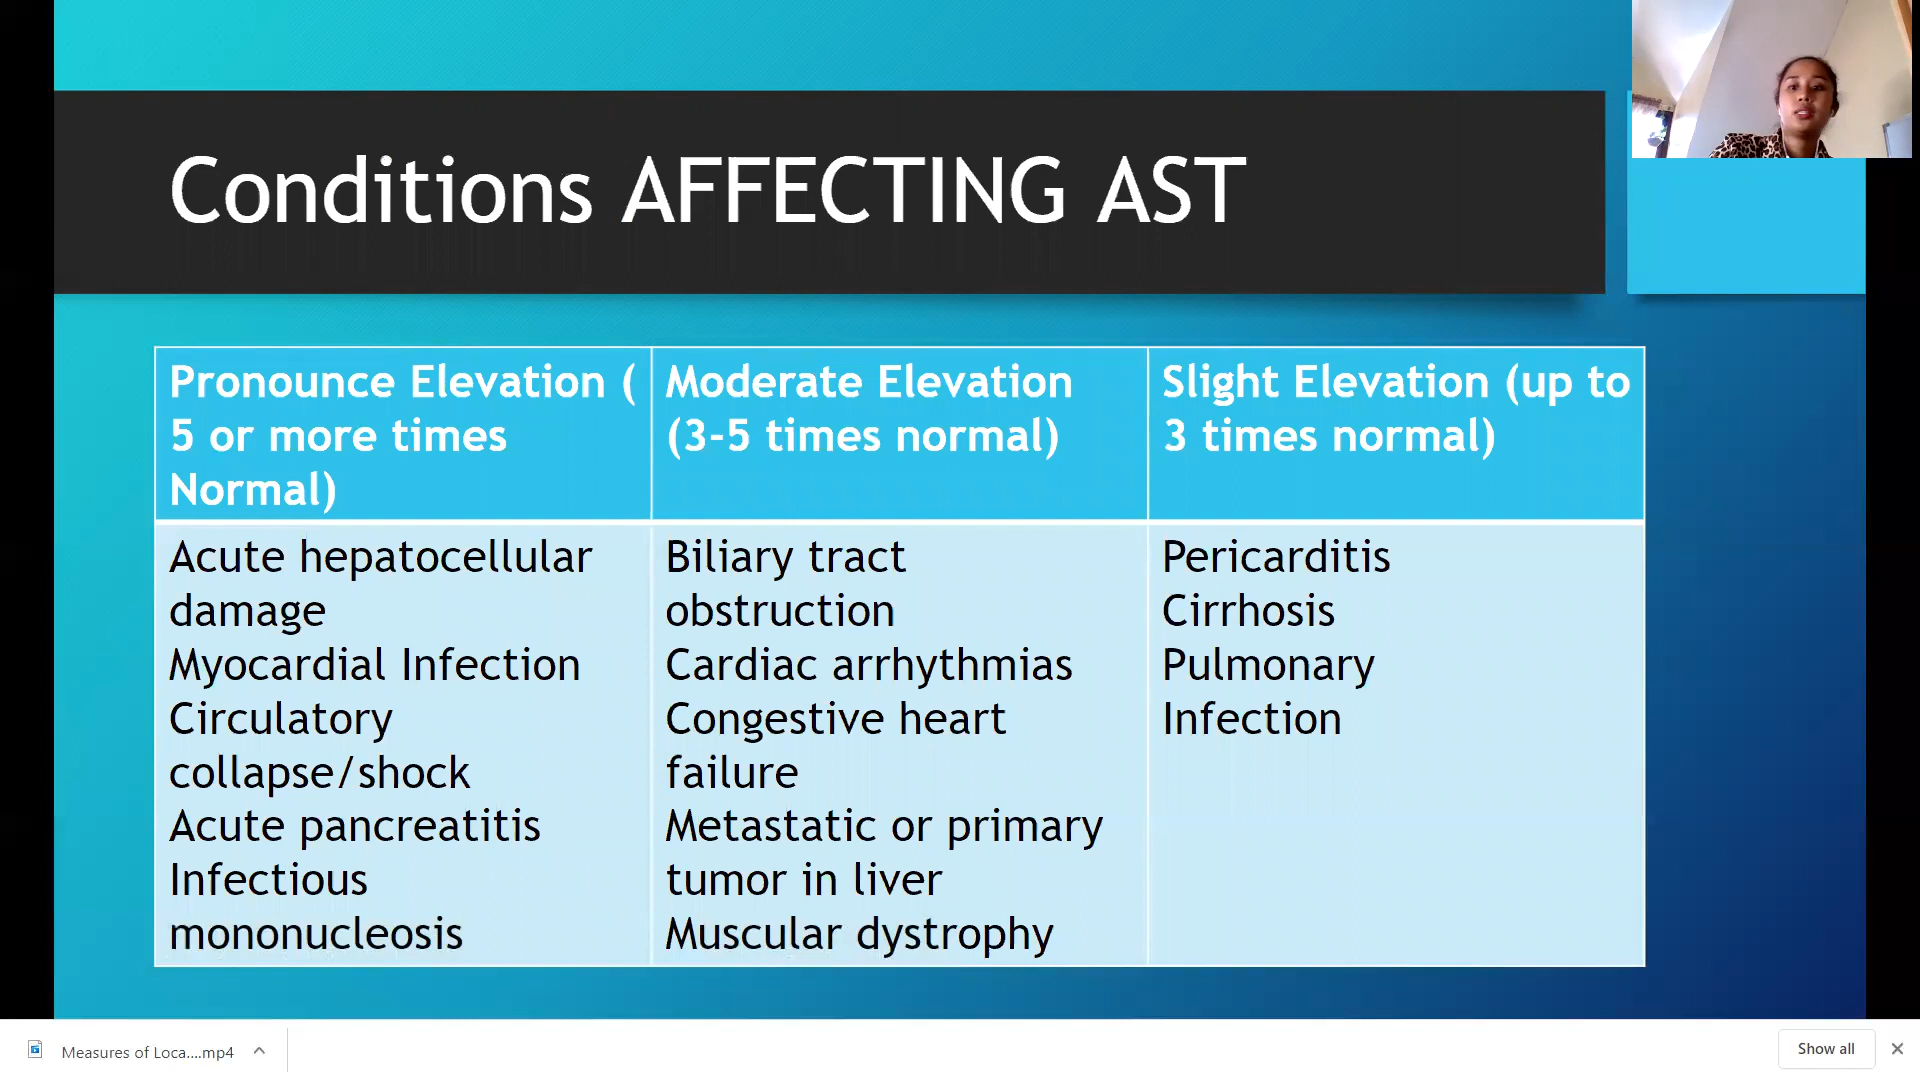 Conditions AFFECTING AST
Pronounce Elevation (
5 or more times
Normal)
Moderate Elevation
(3-5 times normal)
Slight Elevation (up to
3 times normal)
Acute hepatocellular
damage
Myocardial Infection
Circulatory
collapse/shock
Acute pancreatitis
Infectious
mononucleosis
Biliary tract
obstruction
Cardiac arrhythmias
Congestive heart
failure
Metastatic or primary
tumor in liver
Muscular dystrophy
Pericarditis
Cirrhosis
Pulmonary
Infection
Measures of Loca....mp4
Show all